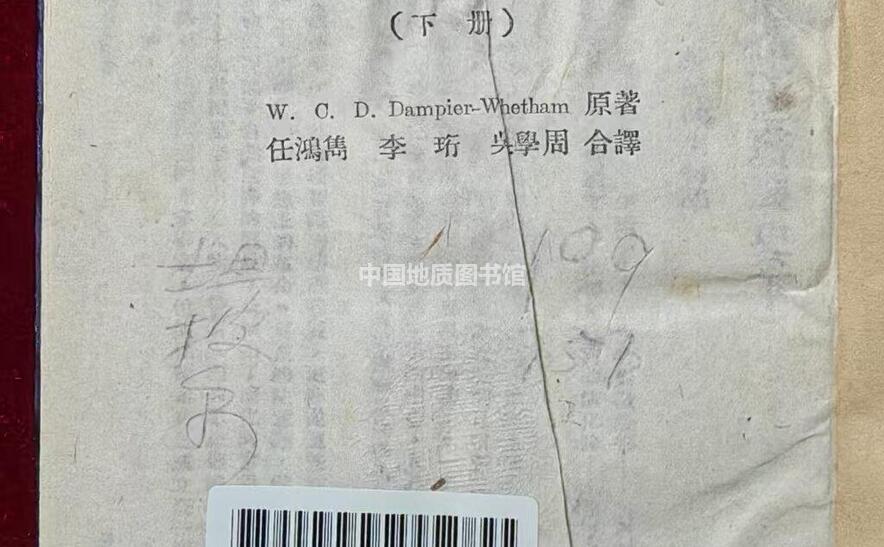 (下 册)
W. C. D. Dampier-Whetham 原著
任鴻雋 李 珩 吳學周 合譯
109
中国地质图书馆